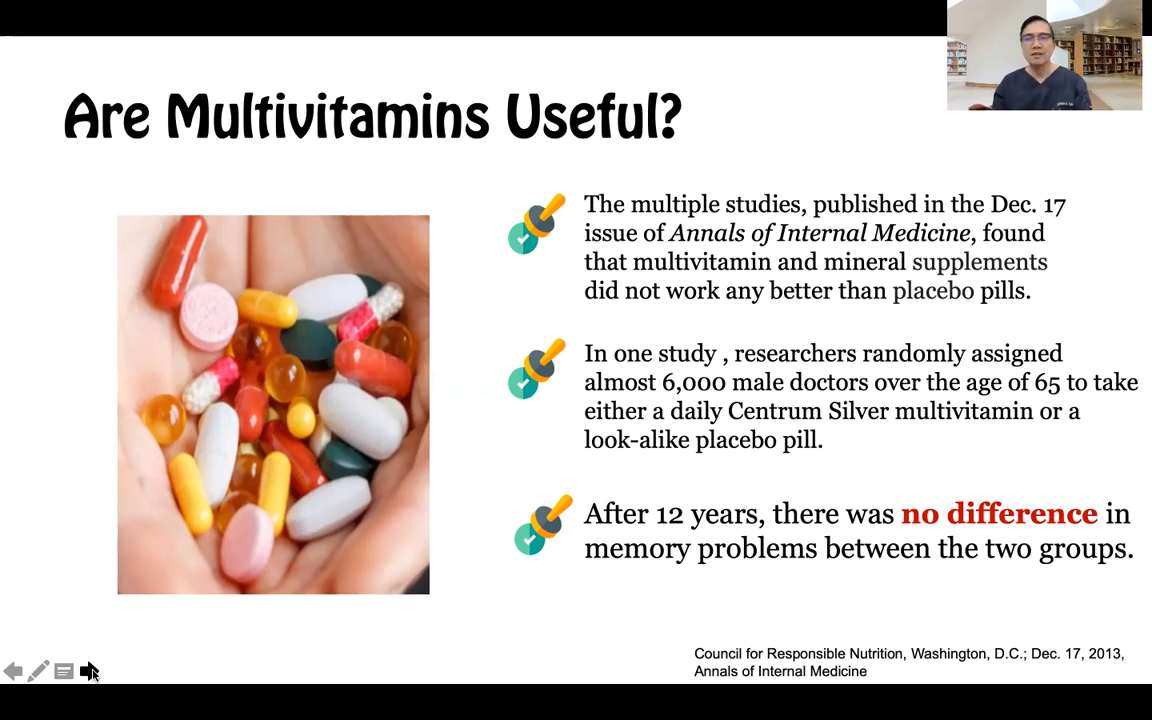 Are Multivitamins Useful?
The multiple studies, published in the Dec. 17
issue of Annals of Internal Medicine, found
that multivitamin and mineral supplements
did not work any better than placebo pills.
In one study , researchers randomly assigned
almost 6,000 male doctors over the age of 65 to take
either a daily Centrum Silver multivitamin or a
look-alike placebo pill.
After 12 years, there was no difference in
memory problems between the two groups.
Council for Responsible Nutrition, Washington, D.C.; Dec. 17, 2013,
Annals of Internal Medicine